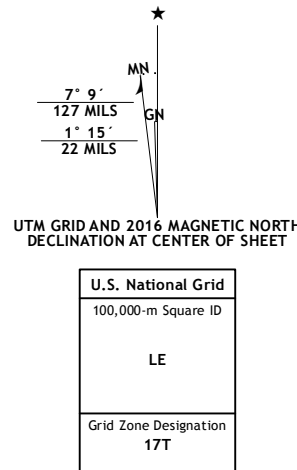 ★
MN
GN
7° 9´
127 MILS
1° 15´
22 MILS
UTM GRID AND 2016 MAGNETIC NORTH
DECLINATION AT CENTER OF SHEET
U.S. National Grid
100,000-m Square ID
LE
Grid Zone Designation
17T